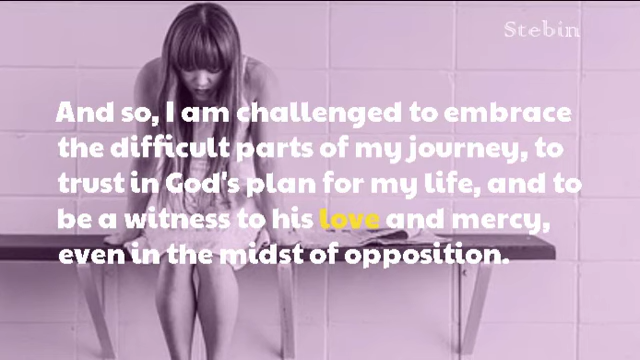 Stebin
And so, I am challenged to embrace
the difficult parts of my journey, to
trust in God's plan for my life, and to
be a witness to his love and mercy,
even in the midst of opposition.